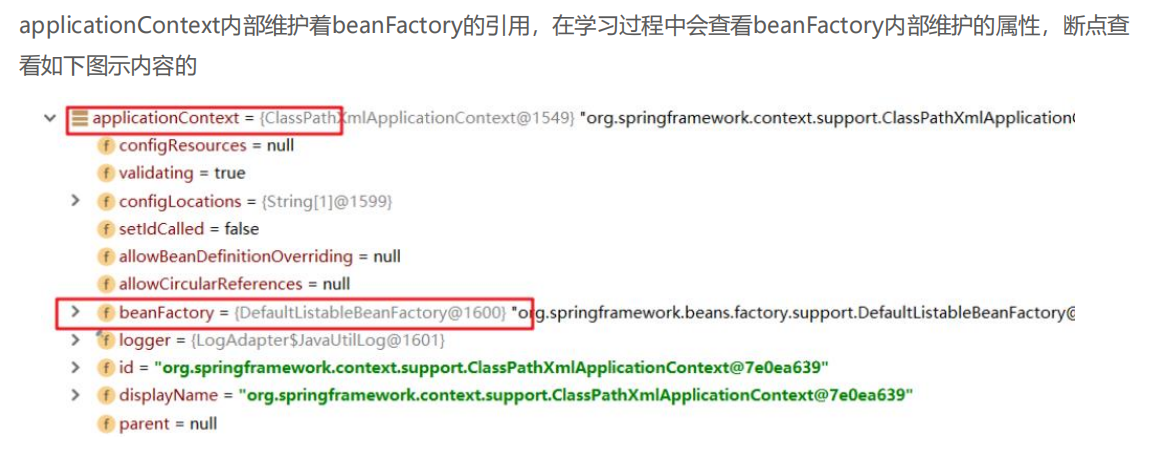 applicationContext内部维护着beanFactory的引用，在学习过程中会查看beanFactory内部维护的属性，断点查
看如下图示内容的
applicationContext = {ClassPathXmlApplicationContext@1549} "org.springframework.context.support.ClassPathXmlApplicationC
configResources = null
validating = true
configLocations = {String[1]@1599}
setIdCalled = false
allowBeanDefinitionOverriding = null
allowCircularReferences = null
beanFactory = {DefaultListableBeanFactory@1600} "org.springframework.beans.factory.support.DefaultListableBeanFactory@
logger = {LogAdapter$JavaUtilLog@1601}
id = "org.springframework.context.support.ClassPathXmlApplicationContext@7e0ea639"
displayName = "org.springframework.context.support.ClassPathXmlApplicationContext@7e0ea639"
parent = null